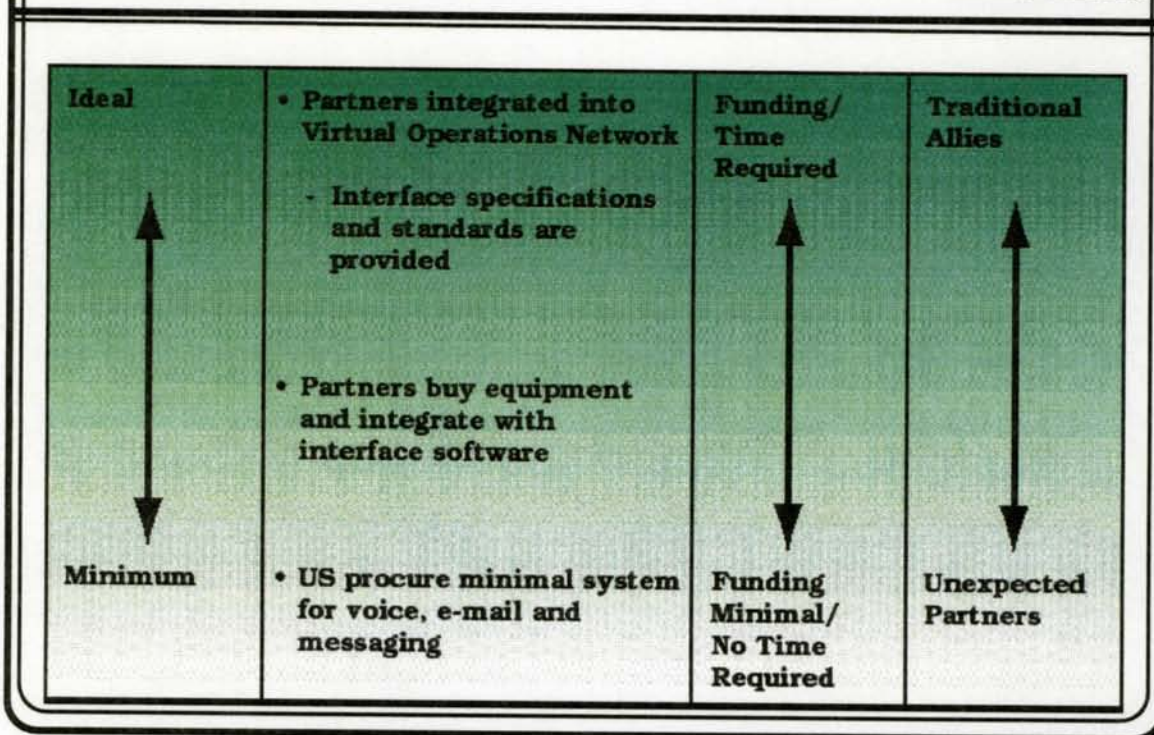 Ideal
• Partners integrated into
Virtual Operations Network
- Interface specifications
and standards are
provided
• Partners buy equipment
and integrate with
interface software
Minimum
• US procure minimal system
for voice, e-mail and
messaging
Funding/
Time
Required
Funding
Minimal/
No Time
Required
Traditional
Allies
Unexpected
Partners